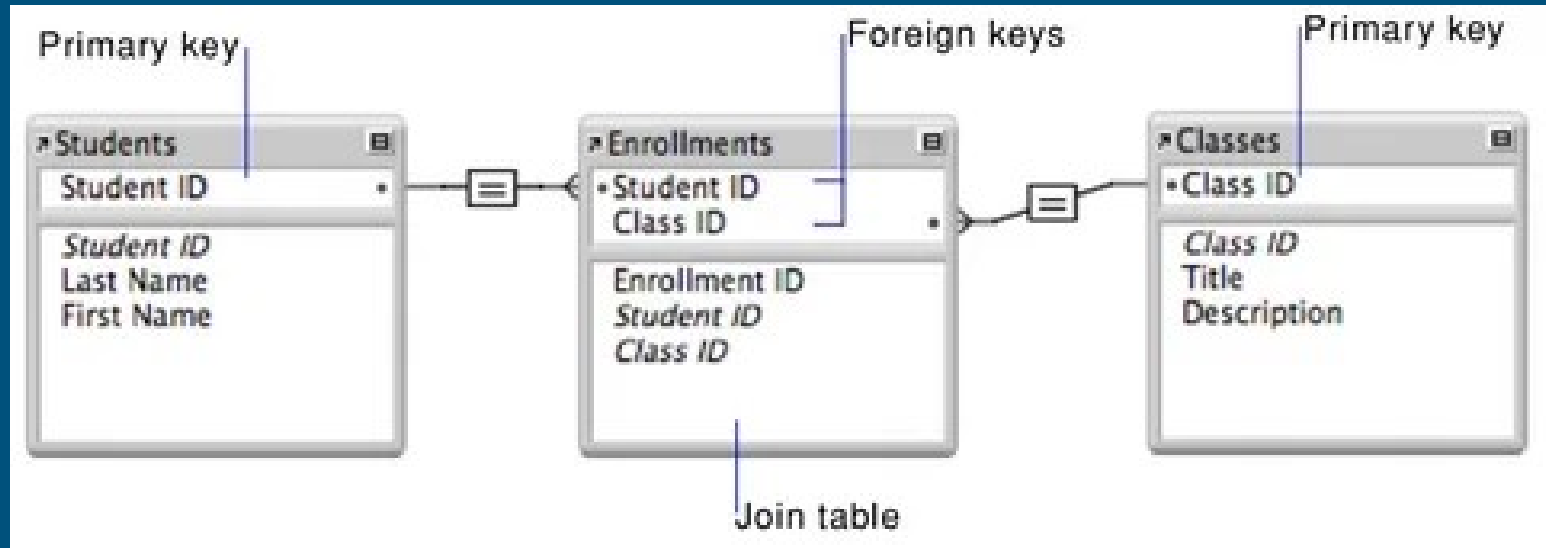 Primary key
Foreign keys
Primary key
Students
Student ID
Student ID
Last Name
First Name
Enrollments
Student ID
Class ID
Enrollment ID
Student ID
Class ID
Classes
Class ID
Class ID
Title
Description
Join table